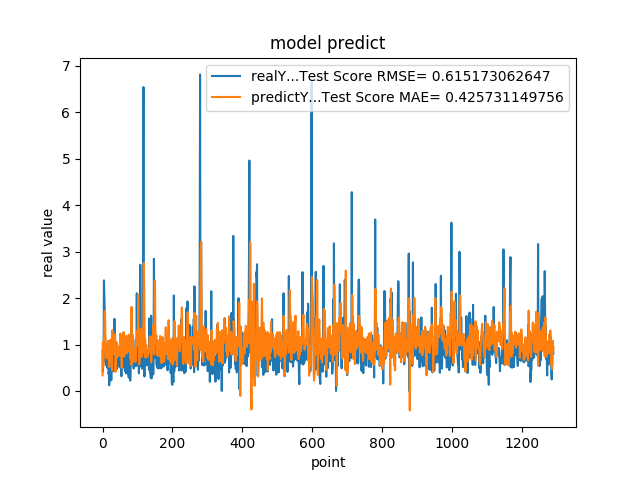 model predict
realY...Test Score RMSE= 0.615173062647
predictY...Test Score MAE= 0.425731149756
7
6
5
4
3
2
1
0
real value
0 200 400 600 800 1000 1200
point